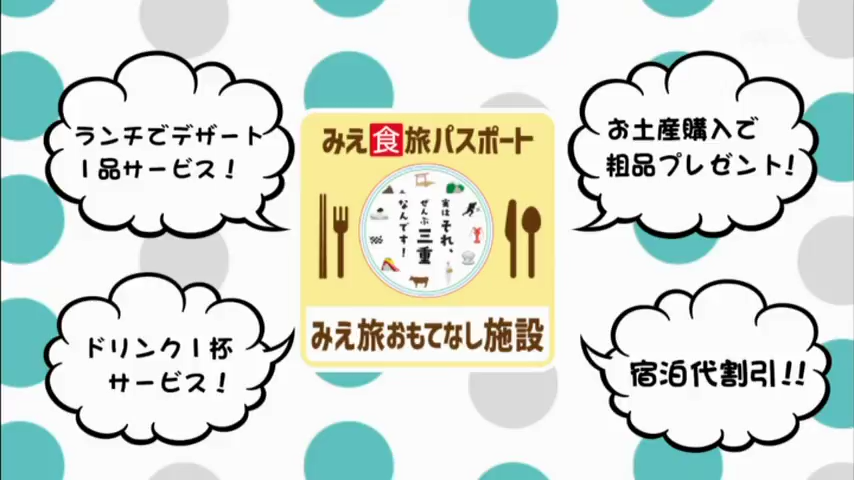 ランチでデザート
1品サービス!
お土産購入で
粗品プレゼント!
みえ食旅パスポート
実はそれ、
ぜんぶ三重
なんです!
みえ旅おもてなし施設
ドリンク1杯
サービス!
宿泊代割引!!